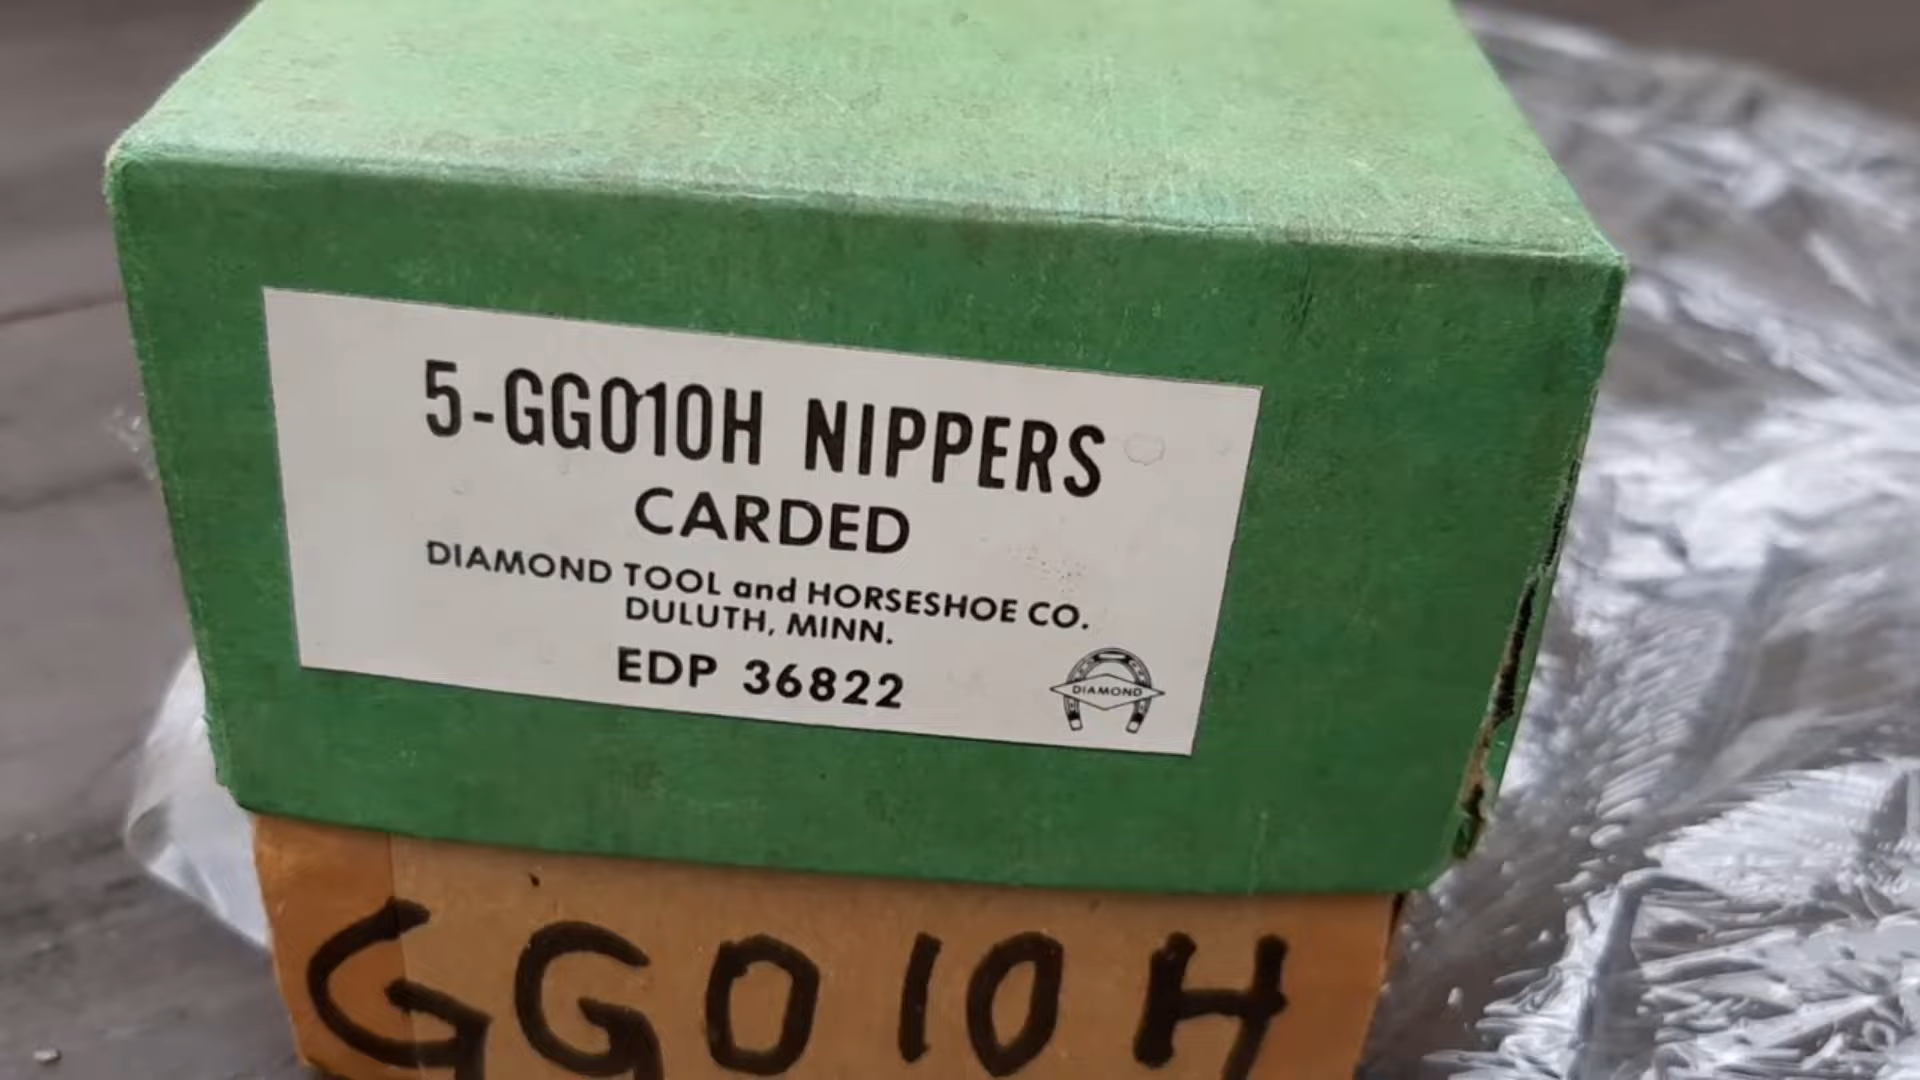 5-GG010H NIPPERS
CARDED
DIAMOND TOOL and HORSESHOE CO.
DULUTH, MINN.
EDP 36822
DIAMOND
GG010H